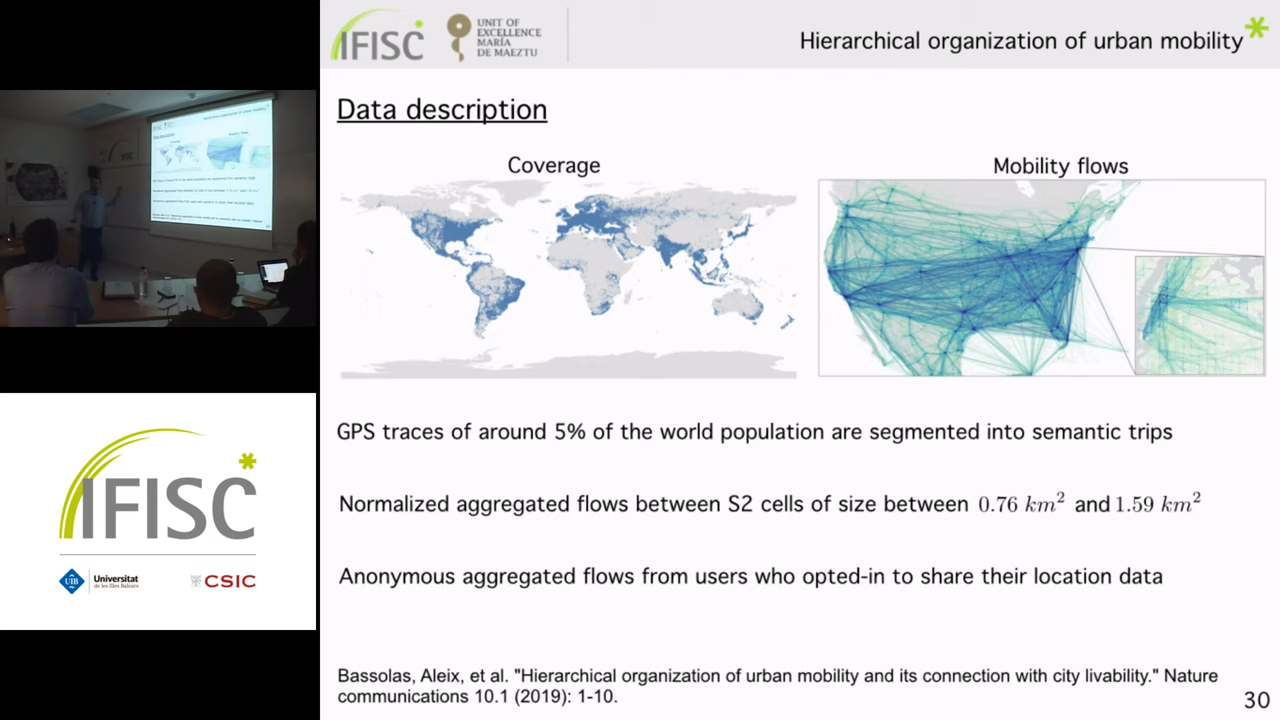 IFISC
UNIT OF
EXCELLENCE
MARÍA
DE MAEZTU
Hierarchical organization of urban mobility
Data description
Coverage
Mobility flows
GPS traces of around 5% of the world population are segmented into semantic trips
Normalized aggregated flows between S2 cells of size between 0.76 km² and 1.59 km²
Anonymous aggregated flows from users who opted-in to share their location data
Bassolas, Aleix, et al. "Hierarchical organization of urban mobility and its connection with city livability." Nature
communications 10.1 (2019): 1-10.
30
IFISC
UIB
Universitat
de les Illes Balears
CSIC